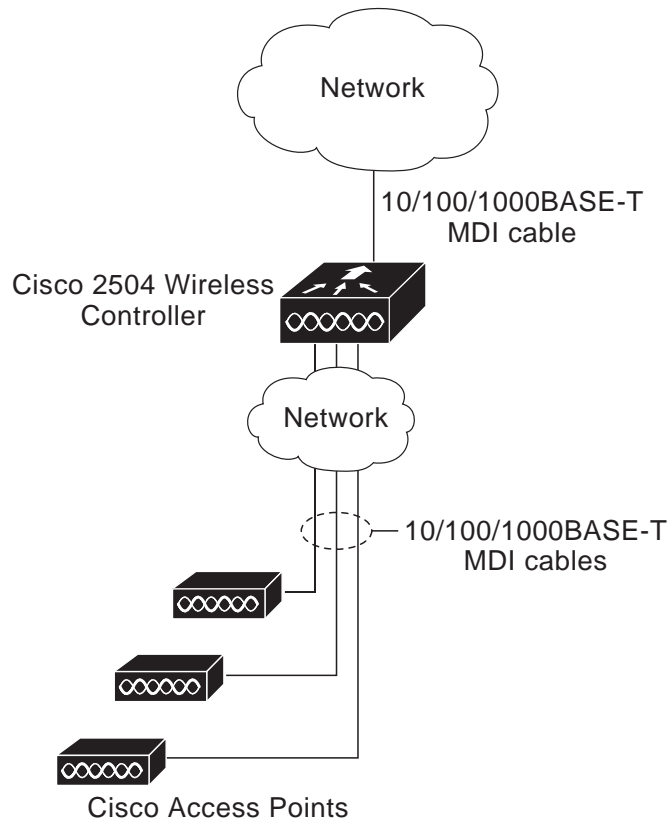 Network
10/100/1000BASE-T
MDI cable
Cisco 2504 Wireless
Controller
Network
10/100/1000BASE-T
MDI cables
Cisco Access Points